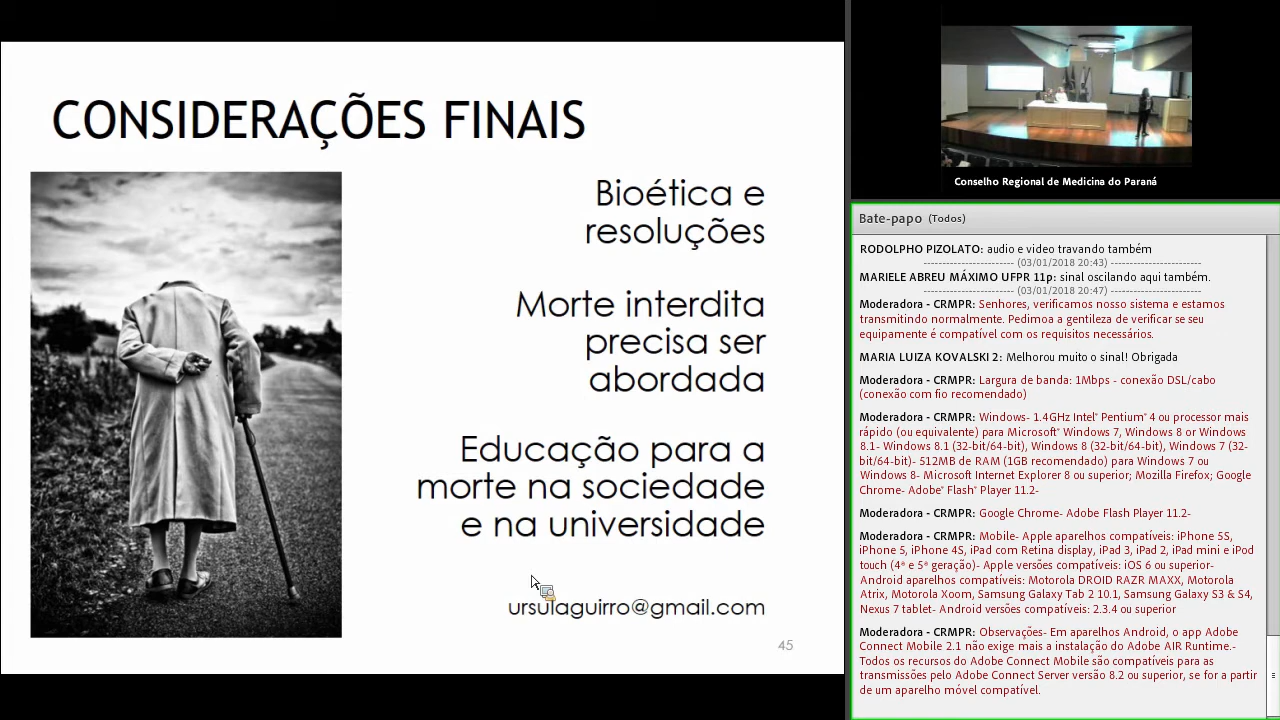 CONSIDERAÇÕES FINAIS
Bioética e
resoluções
Morte interdita
precisa ser
abordada
Educação para a
morte na sociedade
e na universidade
ursulaguirro@gmail.com
45
Conselho Regional de Medicina do Paraná
Bate-papo (Todos)
RODOLPHO PIZOLATO: audio e video travando também
------------------------ (03/01/2018 20:43) ------------------------
MARIELE ABREU MÁXIMO UFPR 11p: sinal oscilando aqui também.
------------------------ (03/01/2018 20:47) ------------------------
Moderadora - CRMPR: Senhores, verificamos nosso sistema e estamos
transmitindo normalmente. Pedimoa a gentileza de verificar se seu
equipamento é compatível com os requisitos necessários.
MARIA LUIZA KOVALSKI 2: Melhorou muito o sinal! Obrigada
Moderadora - CRMPR: Largura de banda: 1Mbps - conexão DSL/cabo
(conexão com fio recomendado)
Moderadora - CRMPR: Windows- 1.4GHz Intel® Pentium® 4 ou processor mais
rápido (ou equivalente) para Microsoft® Windows 7, Windows 8 or Windows
8.1- Windows 8.1 (32-bit/64-bit), Windows 8 (32-bit/64-bit), Windows 7 (32-
bit/64-bit)- 512MB de RAM (1GB recomendado) para Windows 7 ou
Windows 8- Microsoft Internet Explorer 8 ou superior; Mozilla Firefox; Google
Chrome- Adobe® Flash® Player 11.2-
Moderadora - CRMPR: Google Chrome- Adobe Flash Player 11.2-
Moderadora - CRMPR: Mobile- Apple aparelhos compatíveis: iPhone 5S,
iPhone 5, iPhone 4S, iPad com Retina display, iPad 3, iPad 2, iPad mini e iPod
touch (4ª e 5ª geração)- Apple versões compatíveis: iOS 6 ou superior-
Android aparelhos compatíveis: Motorola DROID RAZR MAXX, Motorola
Atrix, Motorola Xoom, Samsung Galaxy Tab 2 10.1, Samsung Galaxy S3 & S4,
Nexus 7 tablet- Android versões compatíveis: 2.3.4 ou superior
Moderadora - CRMPR: Observações- Em aparelhos Android, o app Adobe
Connect Mobile 2.1 não exige mais a instalação do Adobe AIR Runtime.-
Todos os recursos do Adobe Connect Mobile são compatíveis para as
transmissões pelo Adobe Connect Server versão 8.2 ou superior, se for a partir
de um aparelho móvel compatível.